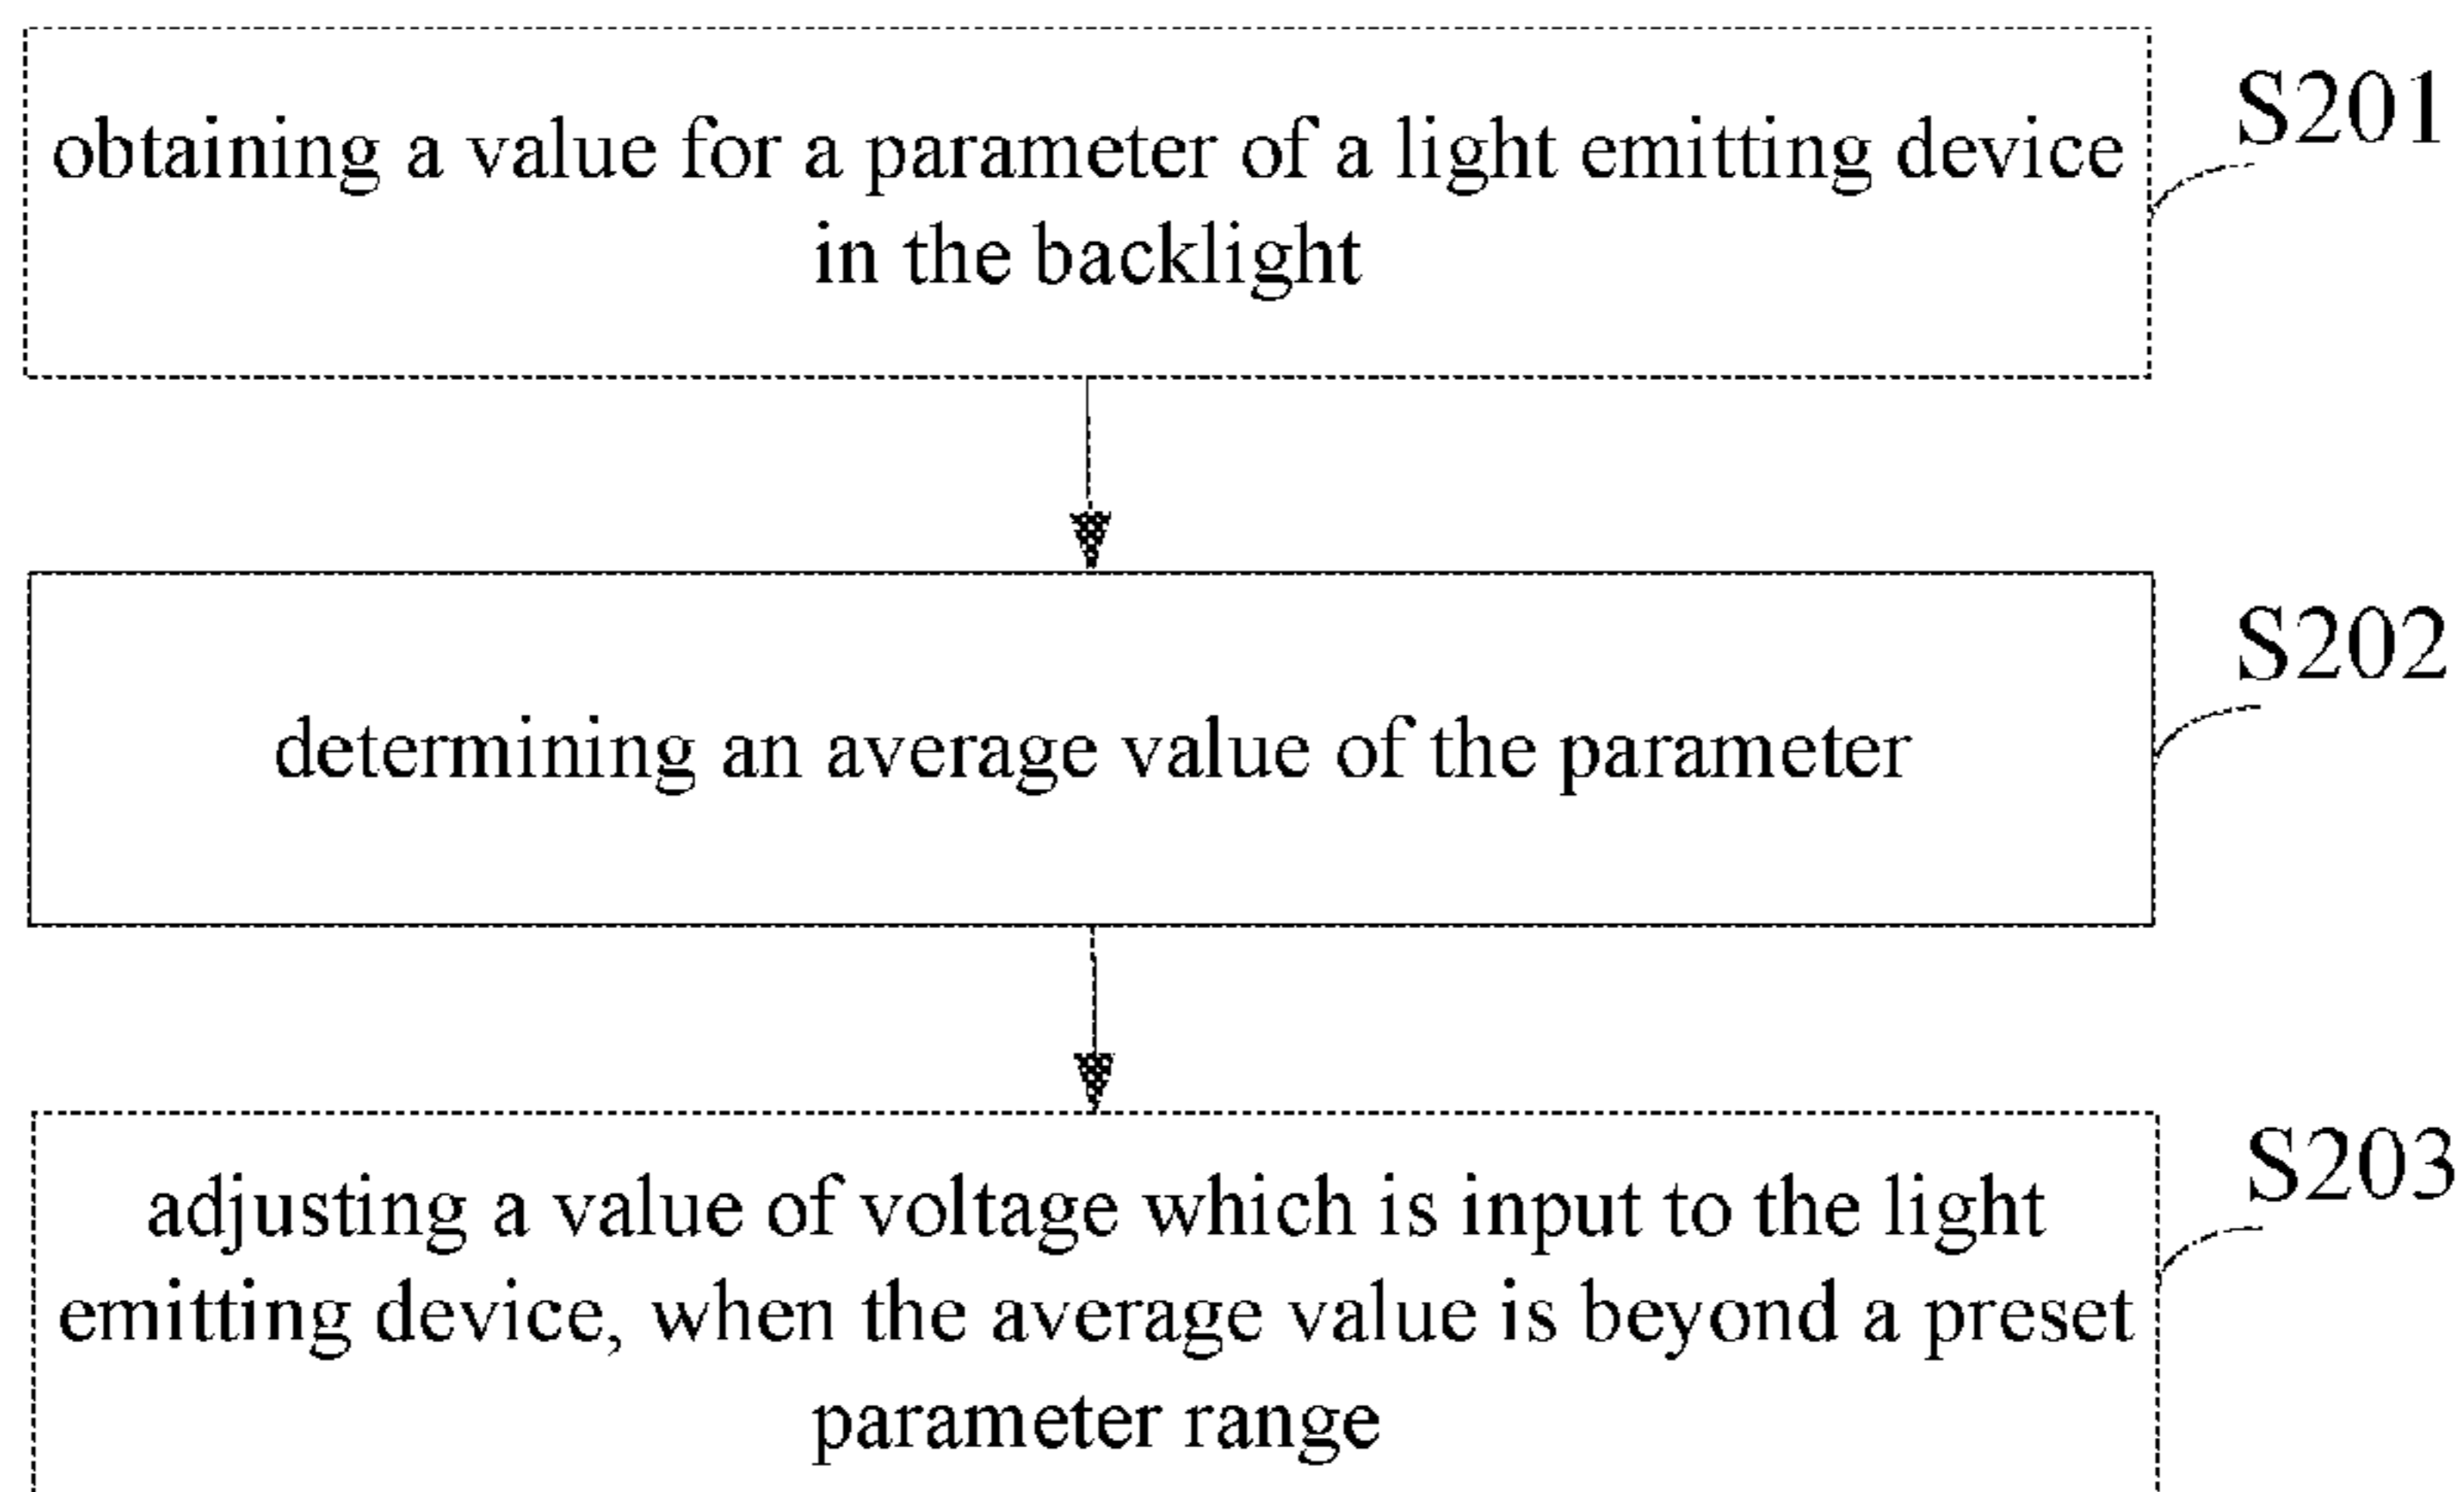 obtaining a value for a parameter of a light emitting device
in the backlight
S201
determining an average value of the parameter
S202
adjusting a value of voltage which is input to the light
emitting device, when the average value is beyond a preset
parameter range
S203